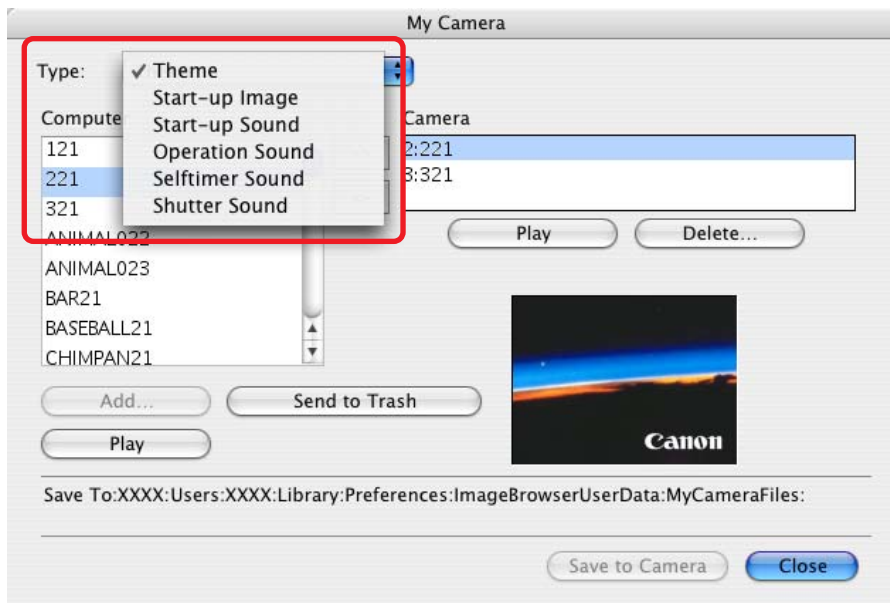 My Camera
Type:
✓ Theme
Start-up Image
Start-up Sound
Operation Sound
Selftimer Sound
Shutter Sound
Compute
121
221
321
ANIMAL022
ANIMAL023
BAR21
BASEBALL21
CHIMPAN21
Camera
2:221
3:321
Play
Delete...
Add...
Send to Trash
Play
Canon
Save To:XXXX:Users:XXXX:Library:Preferences:ImageBrowserUserData:MyCameraFiles:
Save to Camera
Close